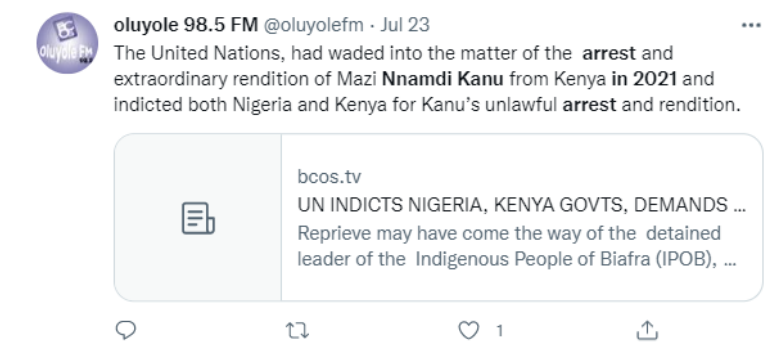 oluyole 98.5 FM @oluyolefm · Jul 23
The United Nations, had waded into the matter of the arrest and
extraordinary rendition of Mazi Nnamdi Kanu from Kenya in 2021 and
indicted both Nigeria and Kenya for Kanu's unlawful arrest and rendition.
bcos.tv
UN INDICTS NIGERIA, KENYA GOVTS, DEMANDS ...
Reprieve may have come the way of the detained
leader of the Indigenous People of Biafra (IPOB), ...
1